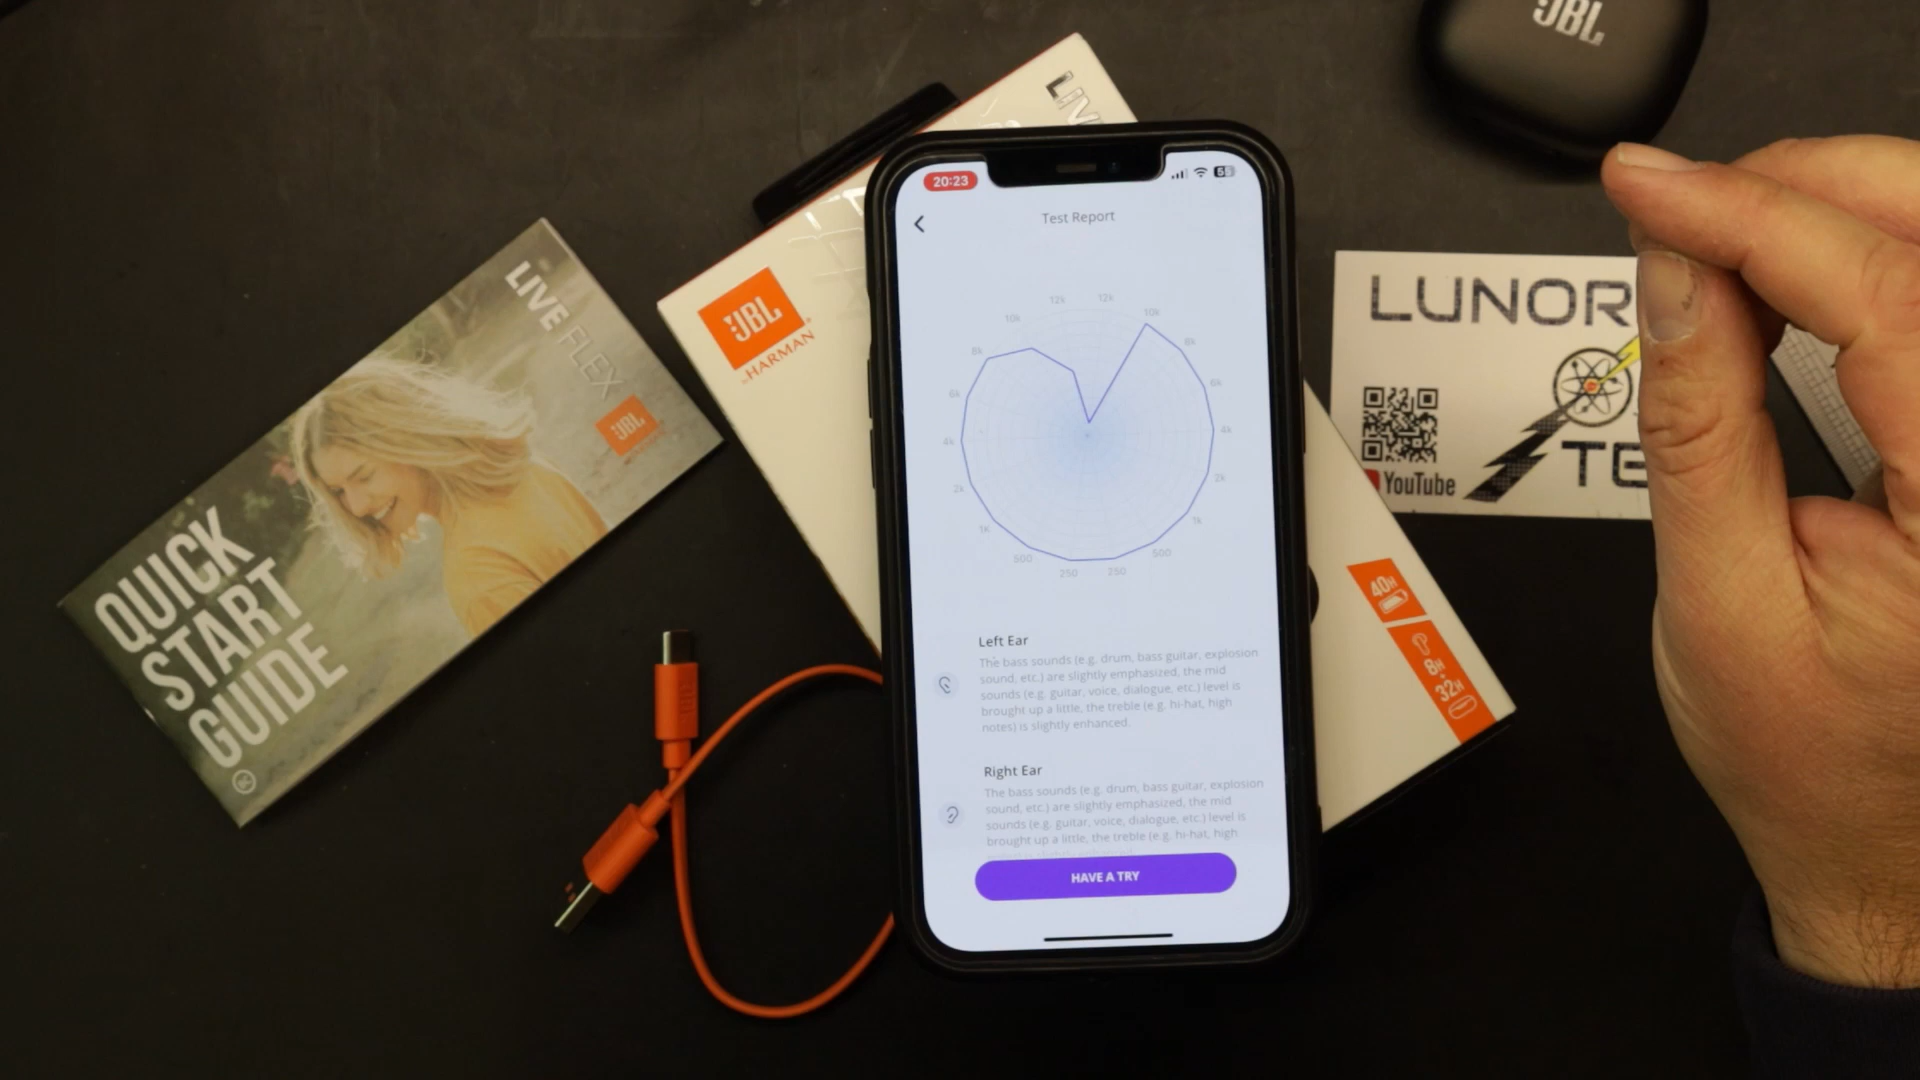 JBL
LIV
20:23
Test Report
12k
12k
10k
10k
8k
8k
6k
6k
4k
4k
2k
2k
1K
1k
500
500
250
250
Left Ear
The bass sounds (e.g. drum, bass guitar, explosion
sound, etc.) are slightly emphasized, the mid
sounds (e.g. guitar, voice, dialogue, etc.) level is
brought up a little, the treble (e.g. hi-hat, high
notes) is slightly enhanced.
Right Ear
The bass sounds (e.g. drum, bass guitar, explosion
sound, etc.) are slightly emphasized, the mid
sounds (e.g. guitar, voice, dialogue, etc.) level is
brought up a little, the treble (e.g. hi-hat, high
HAVE A TRY
LIVE FLEX
JBL
QUICK
START
GUIDE
JBL
by HARMAN
40H
8H+
32H
LUNOR
TE
YouTube
JBL